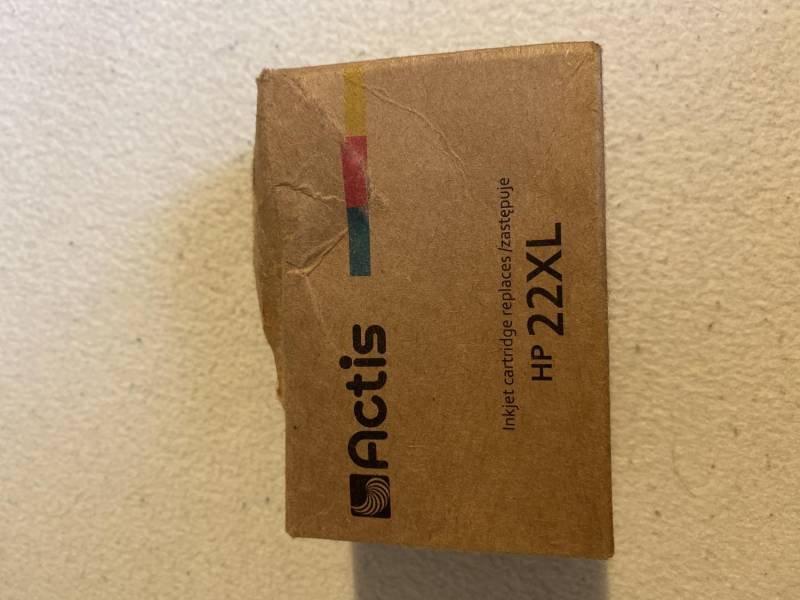 Actis
Inkjet cartridge replaces /zastępuje
HP 22XL